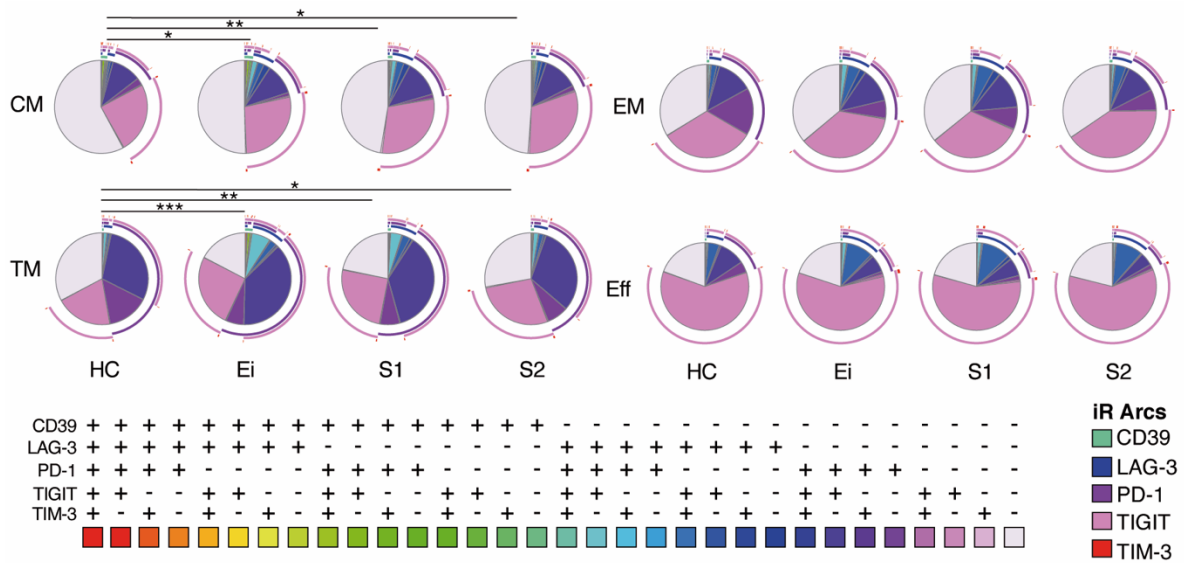 * 
**
*
CM
EM
*
**
***
TM
Eff
HC Ei S1 S2
HC Ei S1 S2
CD39 + + + + + + + + + + + + + + + + - - - - - - - - - - - - - - - -
LAG-3 + + + + + + + + - - - - - - - - + + + + + + + + - - - - - - - -
PD-1 + + + + - - - - + + + + - - - - + + + + - - - - + + + + - - - -
TIGIT + + - - + + - - + + - - + + - - + + - - + + - - + + - - + + - -
TIM-3 + - + - + - + - + - + - + - + - + - + - + - + - + - + - + - + -
iR Arcs
CD39
LAG-3
PD-1
TIGIT
TIM-3